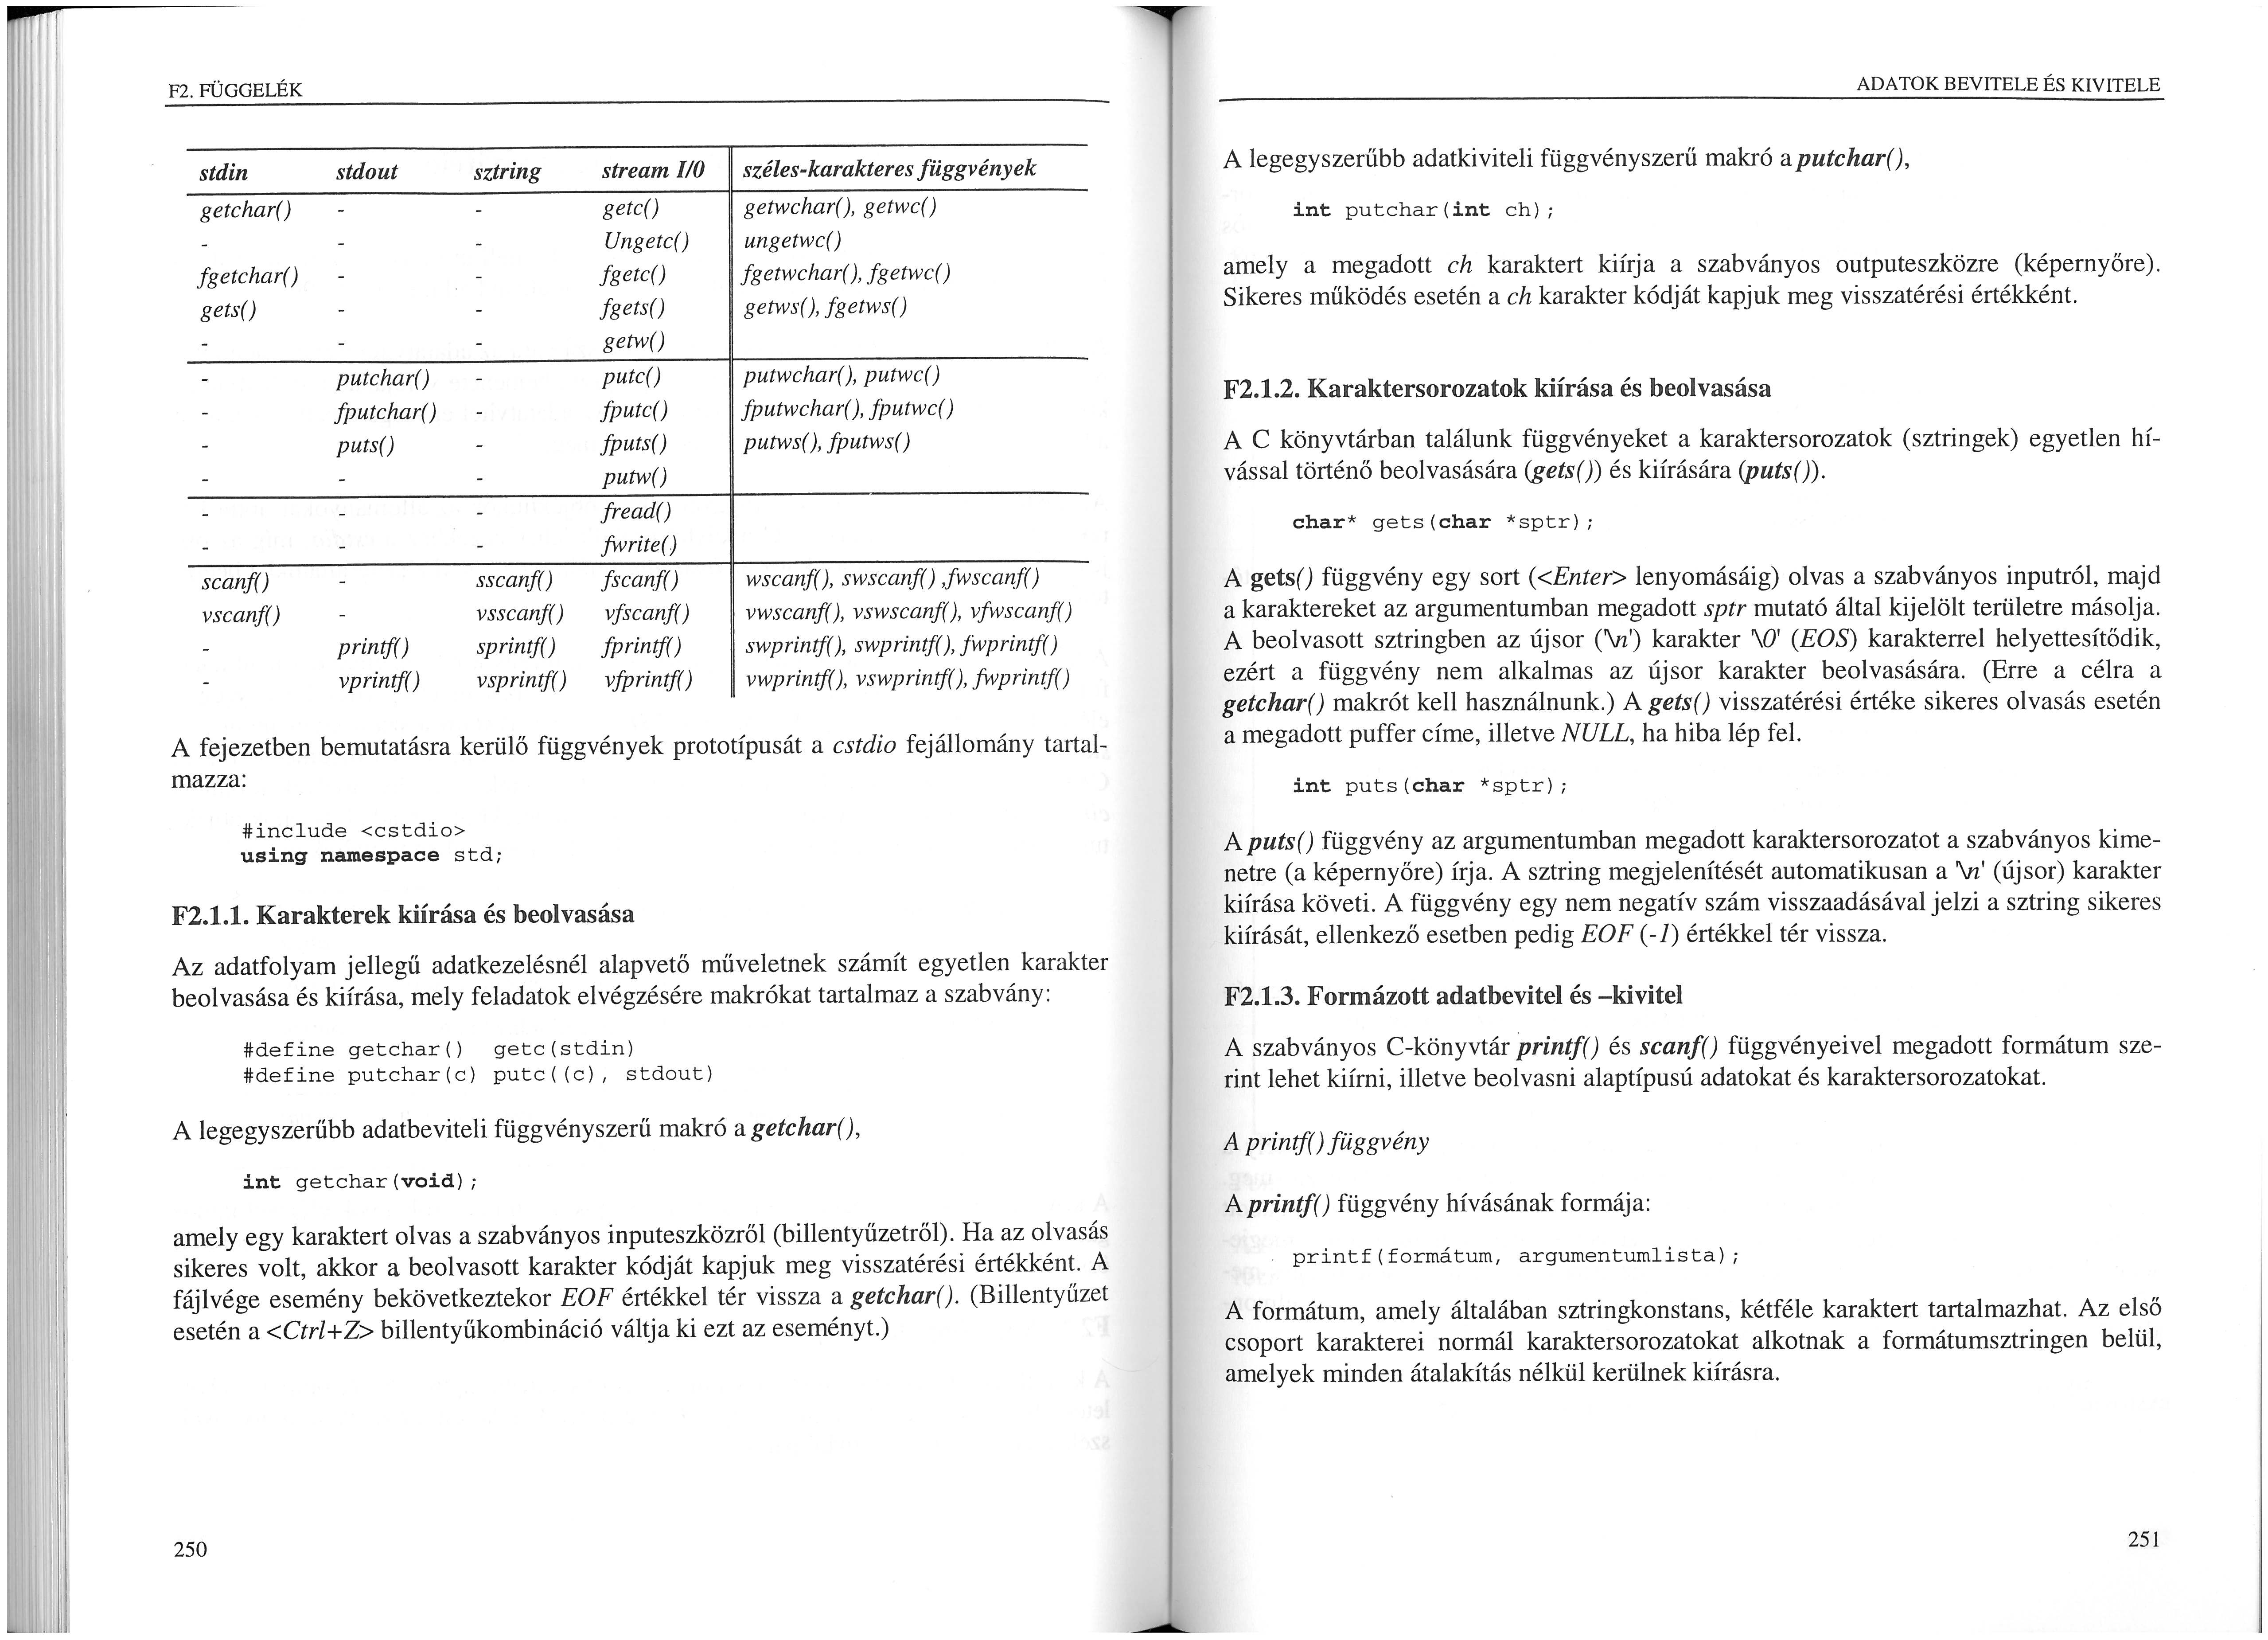 F2. FÜGGELÉK
stdin stdout sztring stream I/0 széles-karakteres függvények
getchar() - - getc() getwchar(), getwc()
- - - Ungetc() ungetwc()
fgetchar() - - fgetc() fgetwchar(), fgetwc()
gets() - - fgets() getws(), fgetws()
- - - getw()
- putchar() - putc() putwchar(), putwc()
- fputchar() - fputc() fputwchar(), fputwc()
- puts() - fputs() putws(), fputws()
- - - putw()
- - - fread()
- - - fwrite()
scanf() - sscanf() fscanf() wscanf(), swscanf() ,fwscanf()
vscanf() - vsscanf() vfscanf() vwscanf(), vswscanf(), vfwscanf()
- printf() sprintf() fprintf() swprintf(), swprintf(), fwprintf()
- vprintf() vsprintf() vfprintf() vwprintf(), vswprintf(), fwprintf()
A fejezetben bemutatásra kerülő függvények prototípusát a cstdio fejállomány tartal-
mazza:
#include <cstdio>
using namespace std;
F2.1.1. Karakterek kiírása és beolvasása
Az adatfolyam jellegű adatkezelésnél alapvető műveletnek számít egyetlen karakter
beolvasása és kiírása, mely feladatok elvégzésére makrókat tartalmaz a szabvány:
#define getchar() getc(stdin)
#define putchar(c) putc((c), stdout)
A legegyszerűbb adatbeviteli függvényszerű makró a getchar(),
int getchar(void);
amely egy karaktert olvas a szabványos inputeszközről (billentyűzetről). Ha az olvasás
sikeres volt, akkor a beolvasott karakter kódját kapjuk meg visszatérési értékként. A
fájlvége esemény bekövetkeztekor EOF értékkel tér vissza a getchar(). (Billentyűzet
esetén a <Ctrl+Z> billentyűkombináció váltja ki ezt az eseményt.)
250
ADATOK BEVITELE ÉS KIVITELE
A legegyszerűbb adatkiviteli függvényszerű makró a putchar(),
int putchar(int ch);
amely a megadott ch karaktert kiírja a szabványos outputeszközre (képernyőre).
Sikeres működés esetén a ch karakter kódját kapjuk meg visszatérési értékként.
F2.1.2. Karaktersorozatok kiírása és beolvasása
A C könyvtárban találunk függvényeket a karaktersorozatok (sztringek) egyetlen hí-
vással történő beolvasására (gets()) és kiírására (puts()).
char* gets(char *sptr);
A gets() függvény egy sort (<Enter> lenyomásáig) olvas a szabványos inputról, majd
a karaktereket az argumentumban megadott sptr mutató által kijelölt területre másolja.
A beolvasott sztringben az újsor ('\n') karakter '\0' (EOS) karakterrel helyettesítődik,
ezért a függvény nem alkalmas az újsor karakter beolvasására. (Erre a célra a
getchar() makrót kell használnunk.) A gets() visszatérési értéke sikeres olvasás esetén
a megadott puffer címe, illetve NULL, ha hiba lép fel.
int puts(char *sptr);
A puts() függvény az argumentumban megadott karaktersorozatot a szabványos kime-
netre (a képernyőre) írja. A sztring megjelenítését automatikusan a '\n' (újsor) karakter
kiírása követi. A függvény egy nem negatív szám visszaadásával jelzi a sztring sikeres
kiírását, ellenkező esetben pedig EOF (-1) értékkel tér vissza.
F2.1.3. Formázott adatbevitel és –kivitel
A szabványos C-könyvtár printf() és scanf() függvényeivel megadott formátum sze-
rint lehet kiírni, illetve beolvasni alaptípusú adatokat és karaktersorozatokat.
A printf() függvény
A printf() függvény hívásának formája:
printf(formátum, argumentumlista);
A formátum, amely általában sztringkonstans, kétféle karaktert tartalmazhat. Az első
csoport karakterei normál karaktersorozatokat alkotnak a formátumsztringen belül,
amelyek minden átalakítás nélkül kerülnek kiírásra.
251